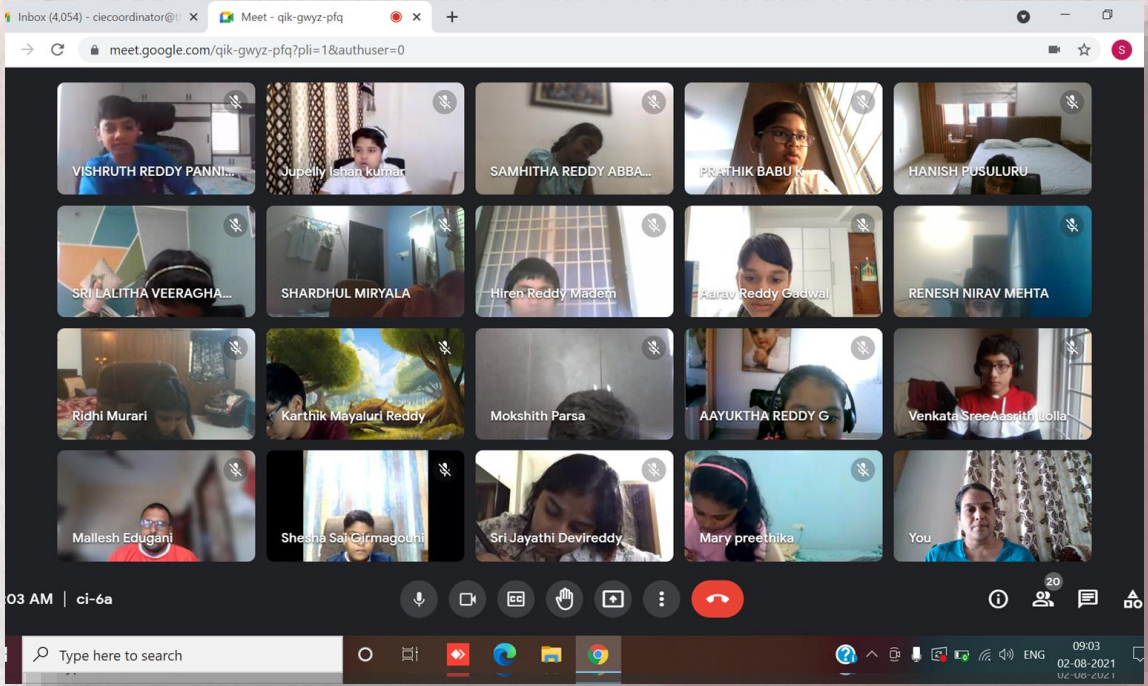 Inbox (4,054) - ciecoordinator@t
Meet - qik-gwyz-pfq
meet.google.com/qik-gwyz-pfq?pli=1&authuser=0
S
VISHRUTH REDDY PANNI...
Jupelly Ishan kumar
SAMHITHA REDDY ABBA...
PRATHIK BABU K
HANISH PUSULURU
SRI LALITHA VEERAGHA...
SHARDHUL MIRYALA
Hiren Reddy Madem
Aarav Reddy Gadwal
RENESH NIRAV MEHTA
Ridhi Murari
Karthik Mayaluri Reddy
Mokshith Parsa
AAYUKTHA REDDY G
Venkata SreeAasrith Lolla
Mallesh Edugani
Shesha Sai Girmagouni
Sri Jayathi Devireddy
Mary preethika
You
:03 AM | ci-6a
CC
20
Type here to search
ENG
09:03
02-08-2021
02-08-2021